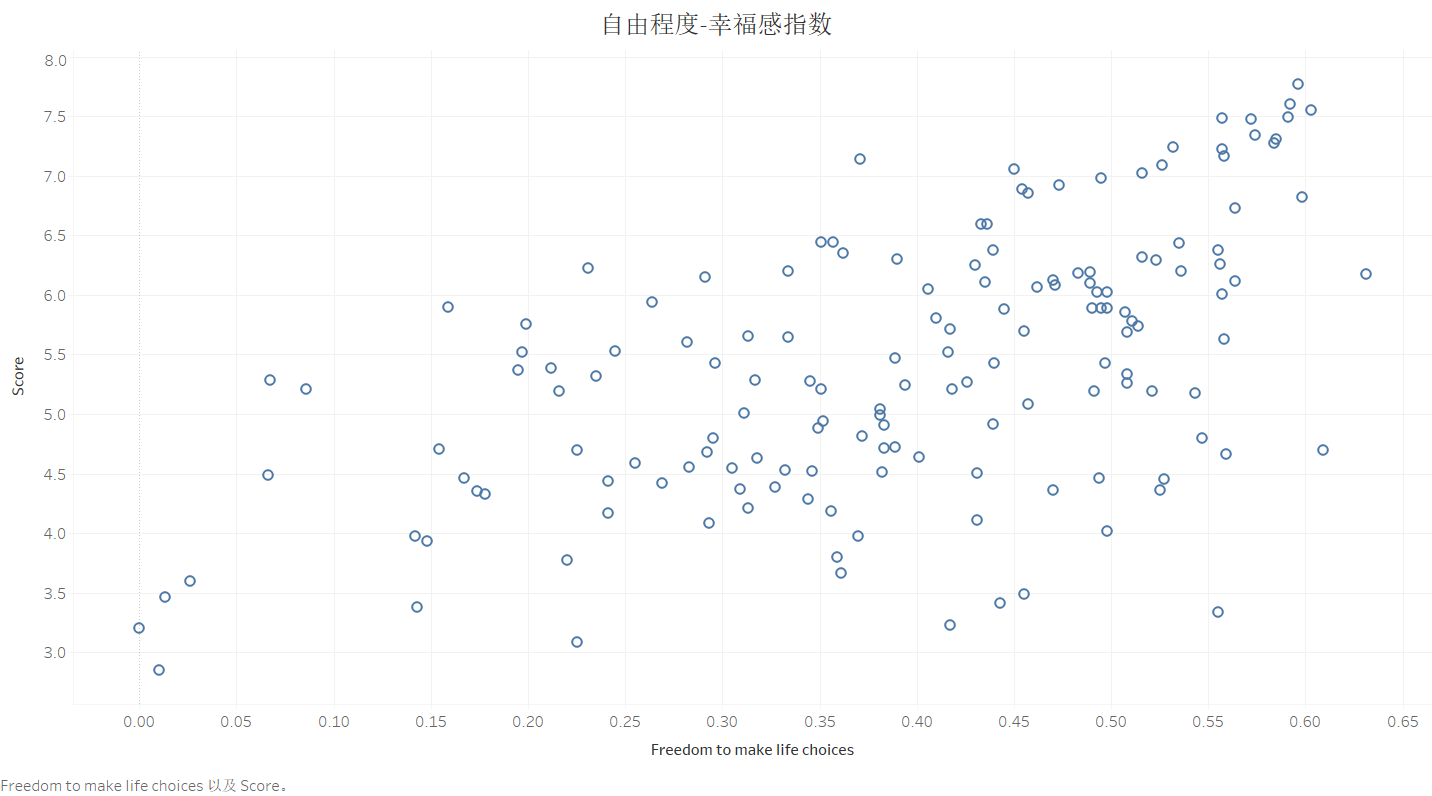 自由程度-幸福感指数
8.0
7.5
7.0
6.5
6.0
5.5
5.0
4.5
4.0
3.5
3.0
Score
0.00 0.05 0.10 0.15 0.20 0.25 0.30 0.35 0.40 0.45 0.50 0.55 0.60 0.65
Freedom to make life choices
Freedom to make life choices 以及 Score。